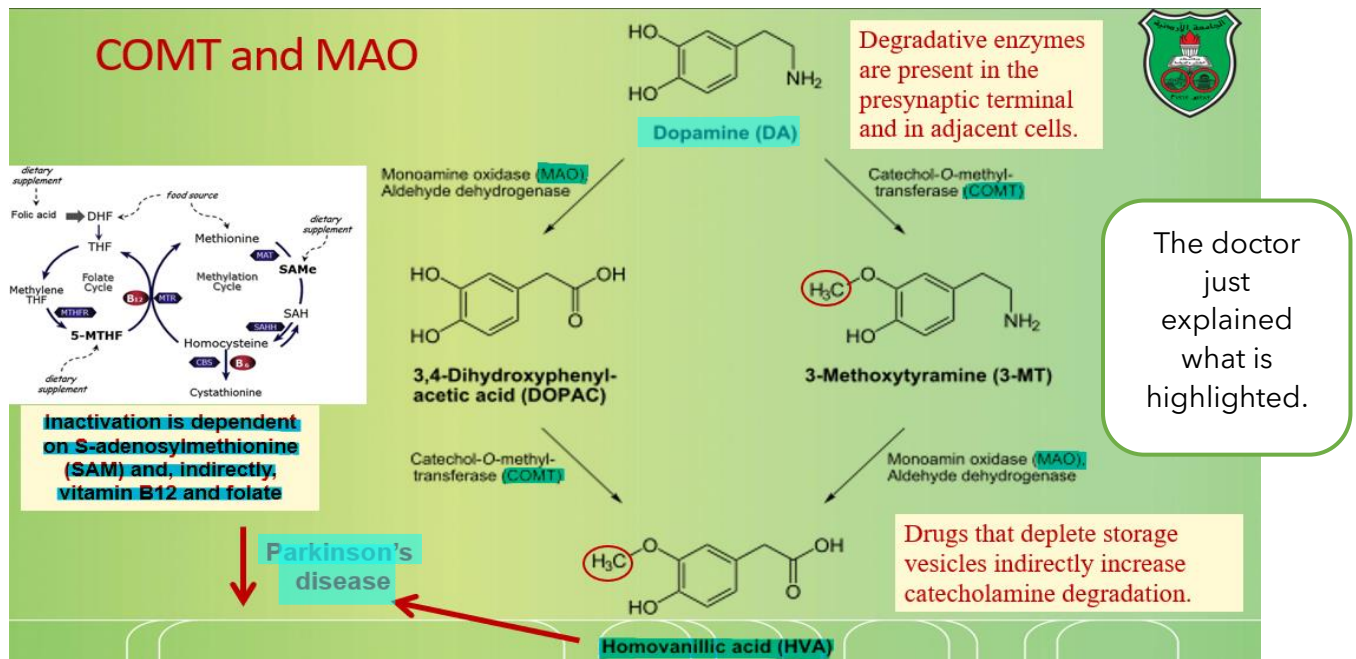 COMT and MAO
HO
HO
NH2
Dopamine (DA)
Degradative enzymes
are present in the
presynaptic terminal
and in adjacent cells.
Monoamine oxidase (MAO),
Aldehyde dehydrogenase
Catechol-O-methyl-
transferase (COMT)
dietary
supplement
Folic acid
DHF
food source
THF
Methionine
dietary
supplement
MAT
SAMe
Methylene
THF
Folate
Cycle
B12
MTR
Methylation
Cycle
MTHFR
SAH
SAHH
5-MTHF
Homocysteine
CBS
B6
dietary
supplement
Cystathionine
HO
HO
OH
O
3,4-Dihydroxyphenyl-
acetic acid (DOPAC)
H3C
O
HO
NH2
3-Methoxytyramine (3-MT)
The doctor
just
explained
what is
highlighted.
Inactivation is dependent
on S-adenosylmethionine
(SAM) and, indirectly,
vitamin B12 and folate
Catechol-O-methyl-
transferase (COMT)
Monoamin oxidase (MAO),
Aldehyde dehydrogenase
Parkinson's
disease
H3C
O
HO
OH
O
Drugs that deplete storage
vesicles indirectly increase
catecholamine degradation.
Homovanillic acid (HVA)